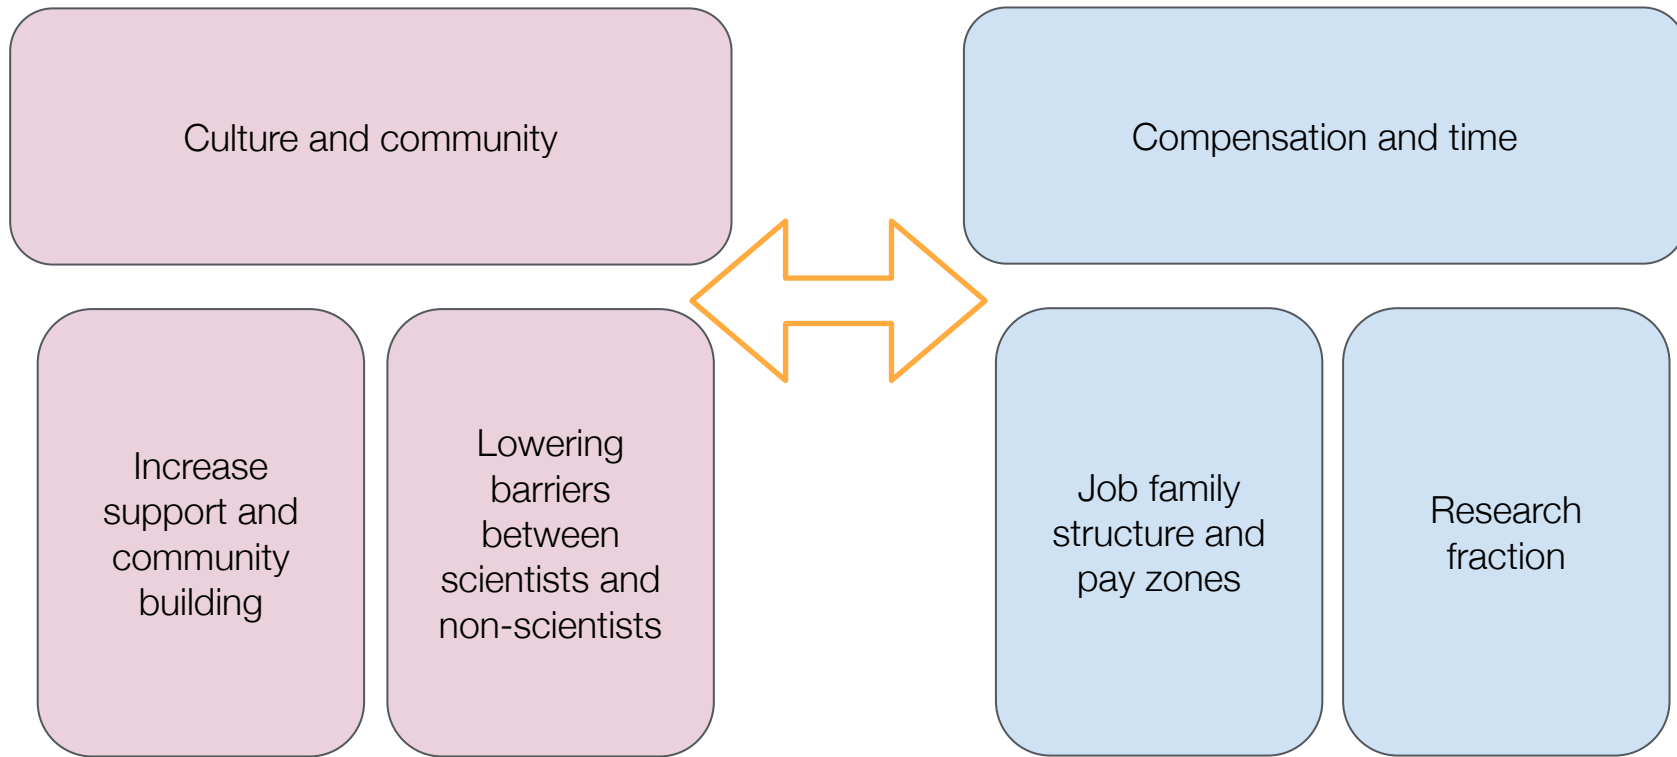 Culture and community
Compensation and time
Increase
support and
community
building
Lowering
barriers
between
scientists and
non-scientists
Job family
structure and
pay zones
Research
fraction